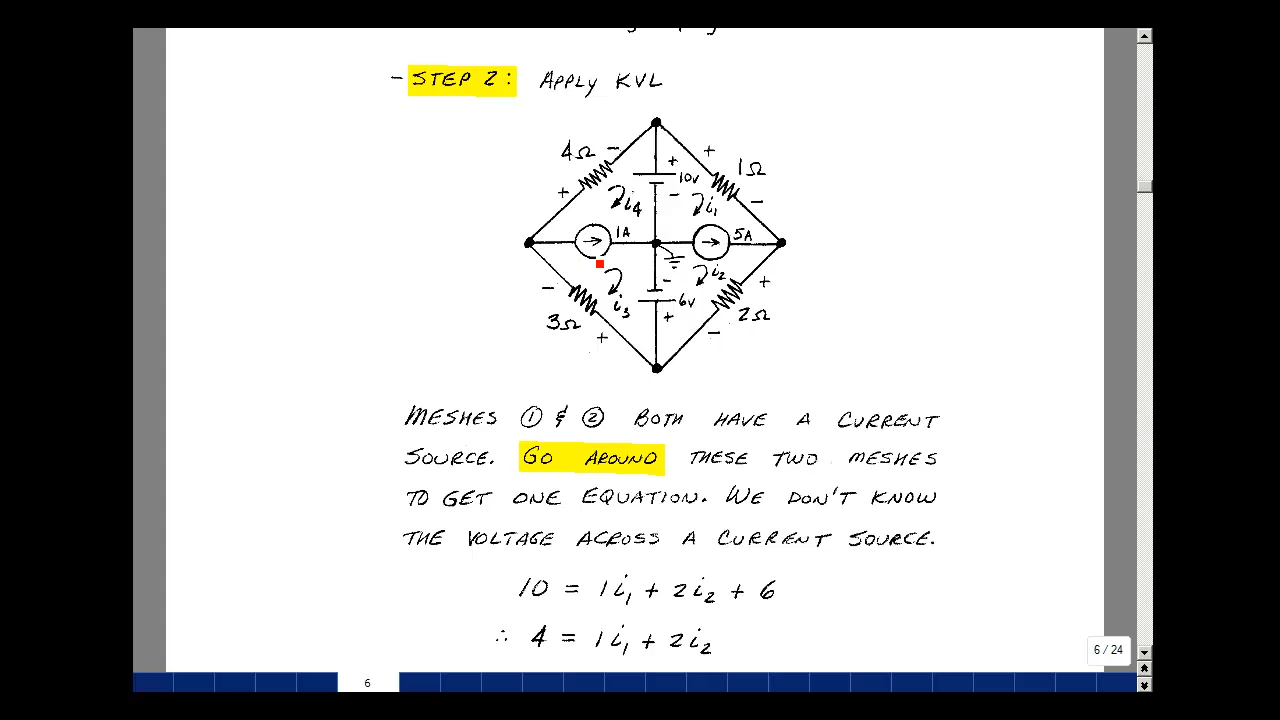 - STEP 2: APPLY KVL
4Ω - + 1Ω
+ 10V
+ i4 - i1 -
1A 5A
- i3 - 6V i2 +
3Ω + + - 2Ω
MESHES ① & ② BOTH HAVE A CURRENT
SOURCE. GO AROUND THESE TWO MESHES
TO GET ONE EQUATION. WE DON'T KNOW
THE VOLTAGE ACROSS A CURRENT SOURCE.
10 = 1i₁ + 2i₂ + 6
∴ 4 = 1i₁ + 2i₂
6 / 24
6